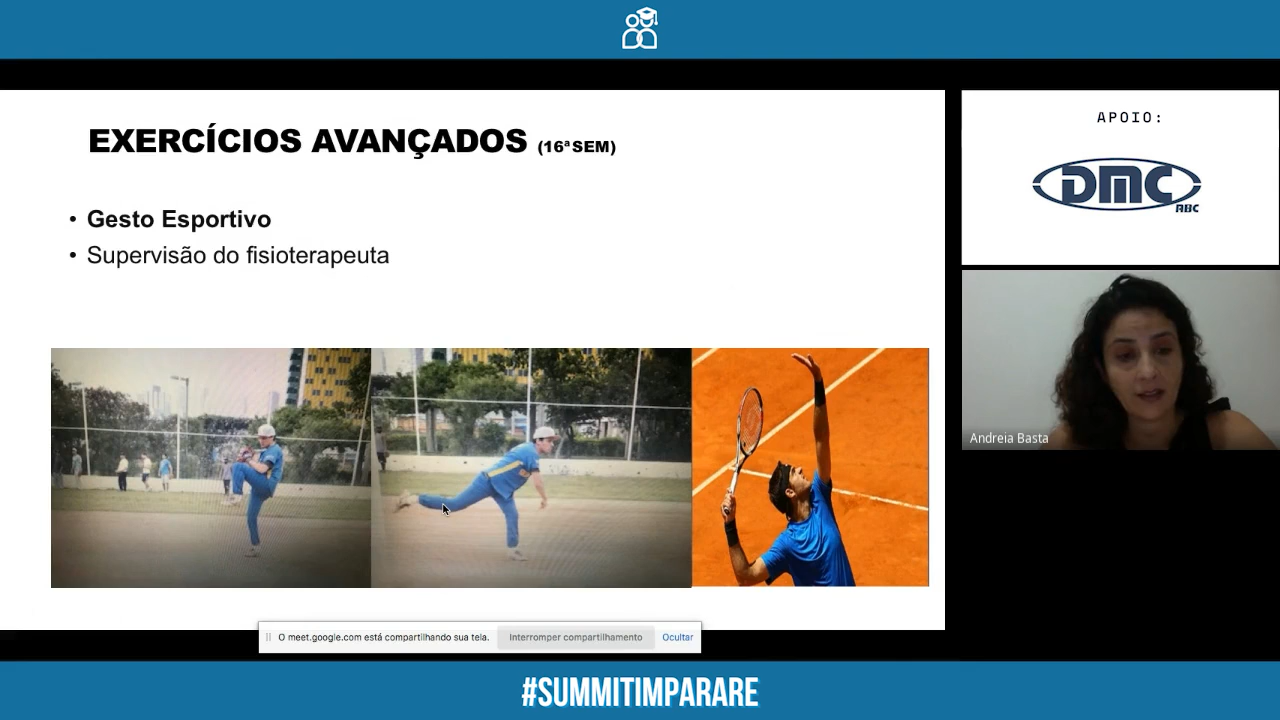 EXERCÍCIOS AVANÇADOS (16ª SEM)
• Gesto Esportivo
• Supervisão do fisioterapeuta
APOIO:
DMC
ABC
Andreia Basta
O meet.google.com está compartilhando sua tela.
Interromper compartilhamento
Ocultar
#SUMMITIMPARARE